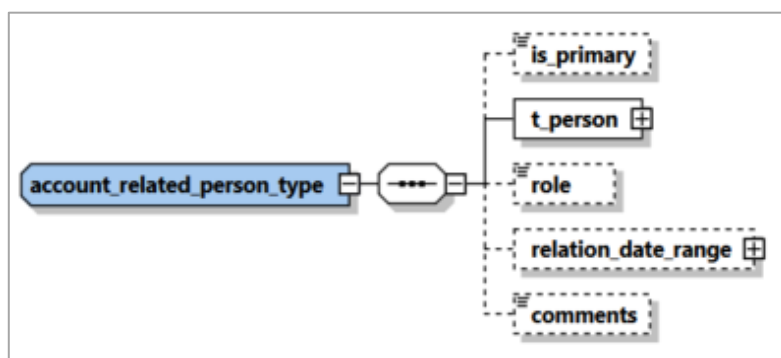 is_primary
t_person
account_related_person_type
role
relation_date_range
comments